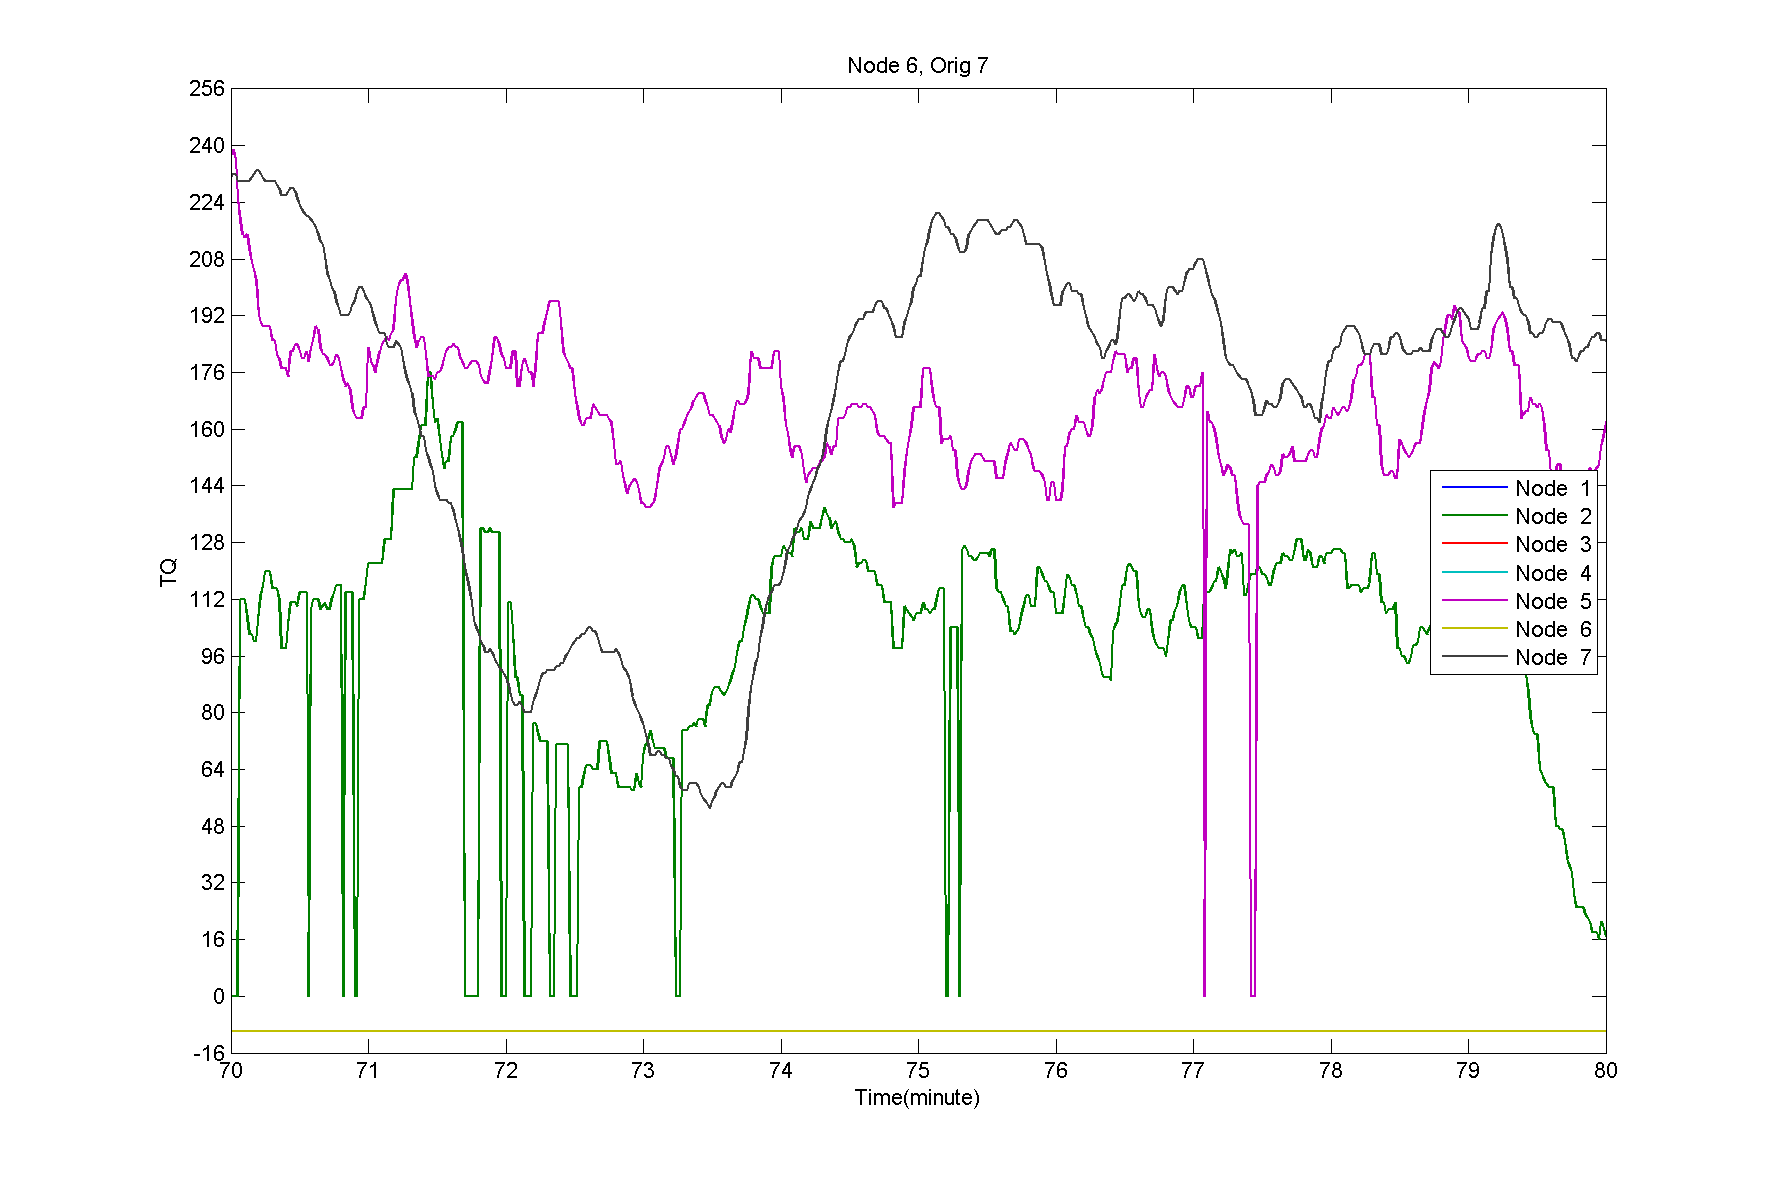 Node 6, Orig 7
256
240
224
208
192
176
160
144
128
112
96
80
64
48
32
16
0
-16
TQ
70 71 72 73 74 75 76 77 78 79 80
Time(minute)
Node 1
Node 2
Node 3
Node 4
Node 5
Node 6
Node 7